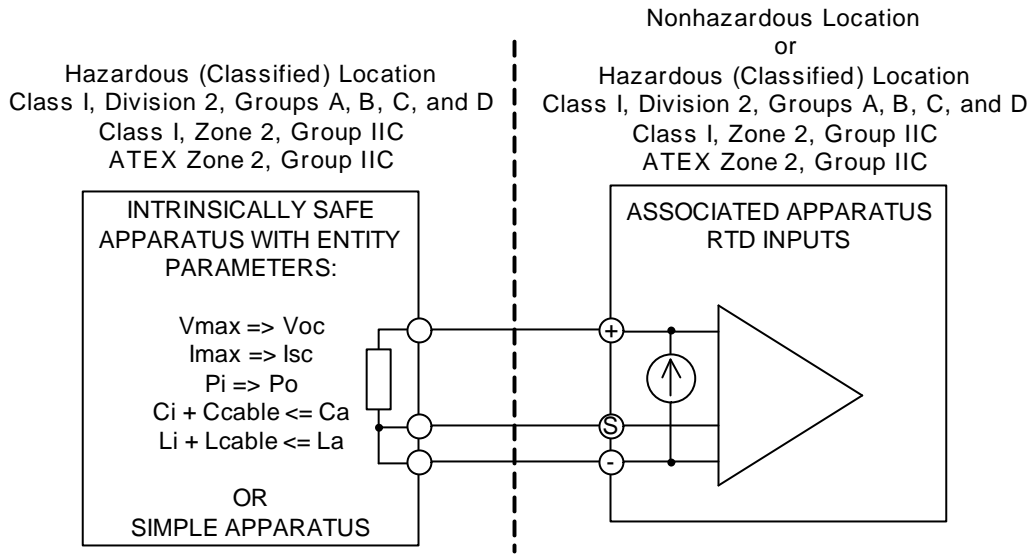 Hazardous (Classified) Location
Class I, Division 2, Groups A, B, C, and D
Class I, Zone 2, Group IIC
ATEX Zone 2, Group IIC
INTRINSICALLY SAFE
APPARATUS WITH ENTITY
PARAMETERS:
Vmax => Voc
Imax => Isc
Pi => Po
Ci + Ccable <= Ca
Li + Lcable <= La
OR
SIMPLE APPARATUS
Nonhazardous Location
or
Hazardous (Classified) Location
Class I, Division 2, Groups A, B, C, and D
Class I, Zone 2, Group IIC
ATEX Zone 2, Group IIC
ASSOCIATED APPARATUS
RTD INPUTS
+
S
-